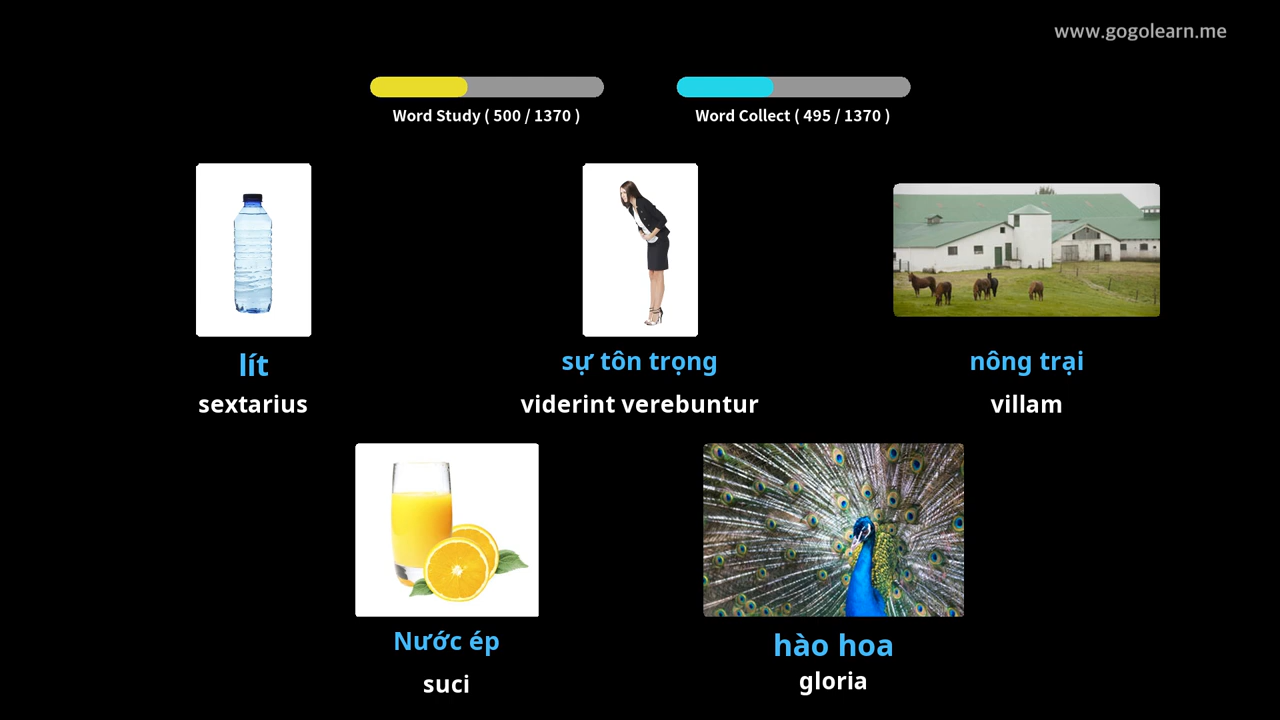 www.gogolearn.me
Word Study ( 500 / 1370 )
Word Collect ( 495 / 1370 )
lít
sự tôn trọng
nông trại
sextarius
viderint verebuntur
villam
Nước ép
hào hoa
suci
gloria